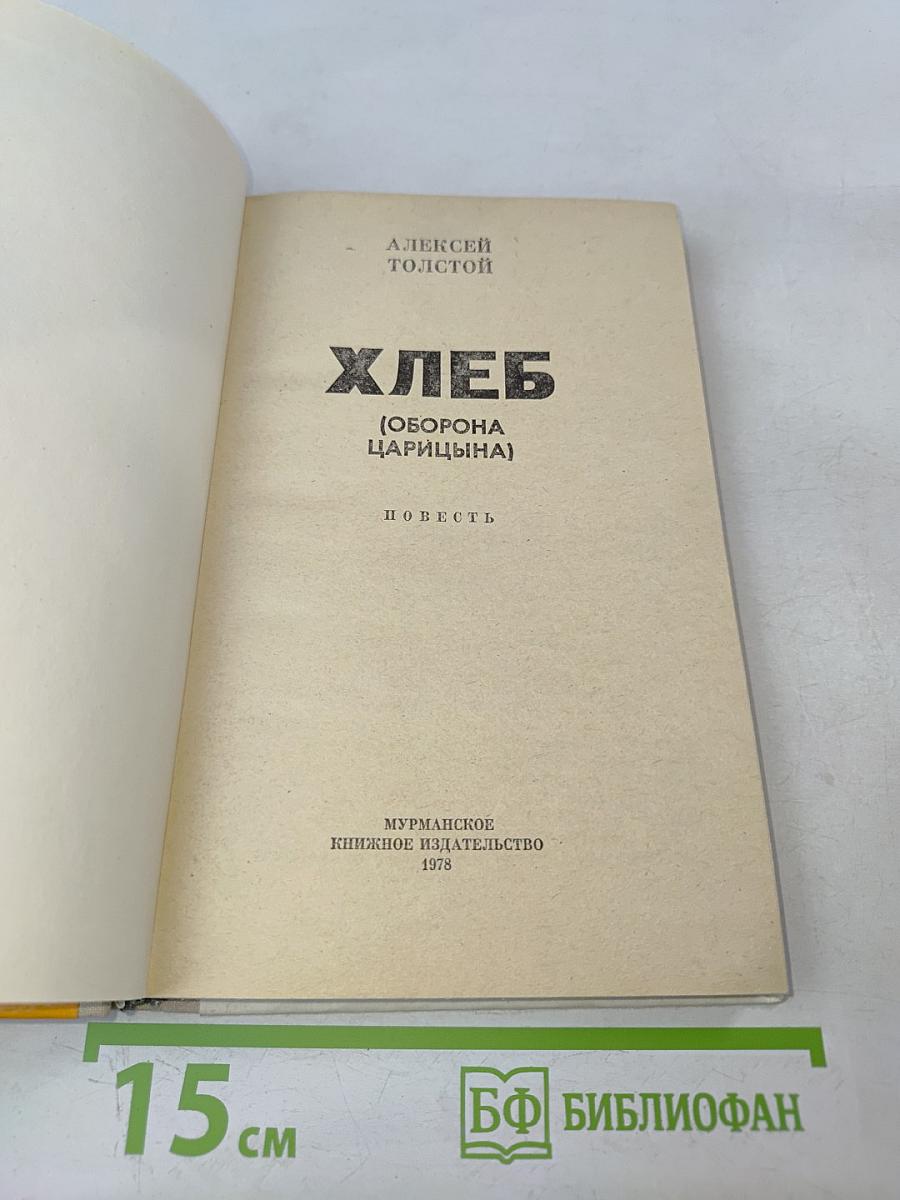 АЛЕКСЕЙ
ТОЛСТОЙ
ХЛЕБ
(ОБОРОНА
ЦАРИЦЫНА)
ПОВЕСТЬ
МУРМАНСКОЕ
КНИЖНОЕ ИЗДАТЕЛЬСТВО
1978
15 см
БФ БИБЛИОФАН